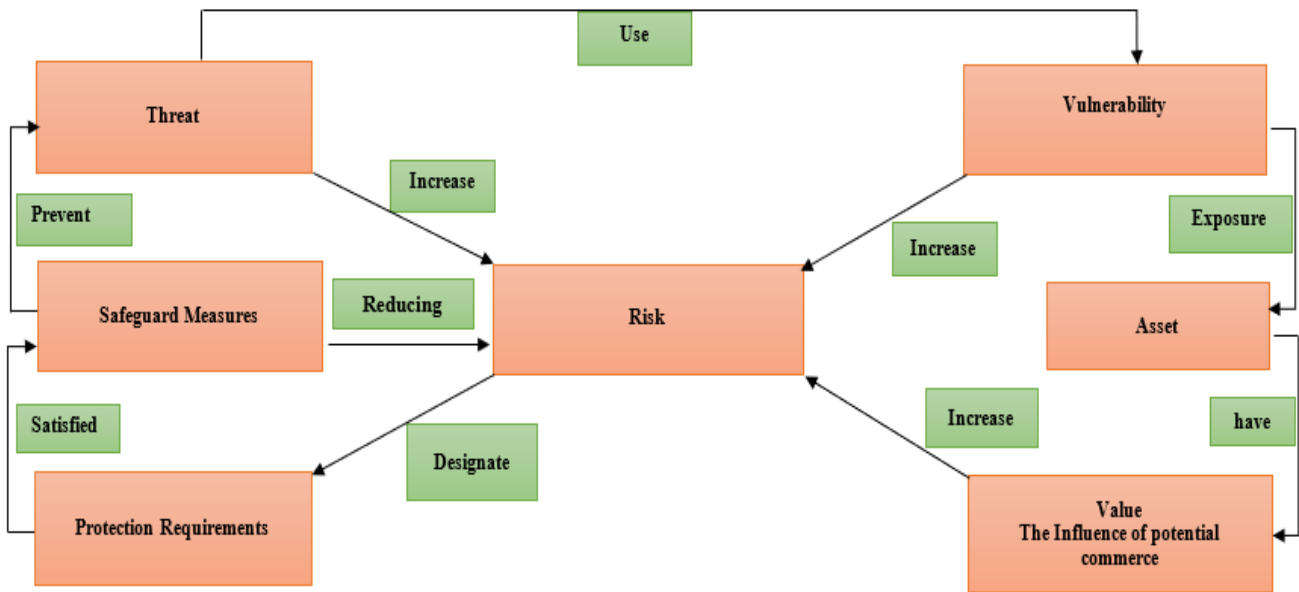 Use
Threat
Vulnerability
Increase
Prevent
Exposure
Increase
Safeguard Measures
Reducing
Risk
Asset
Satisfied
Increase
have
Designate
Protection Requirements
Value
The Influence of potential
commerce